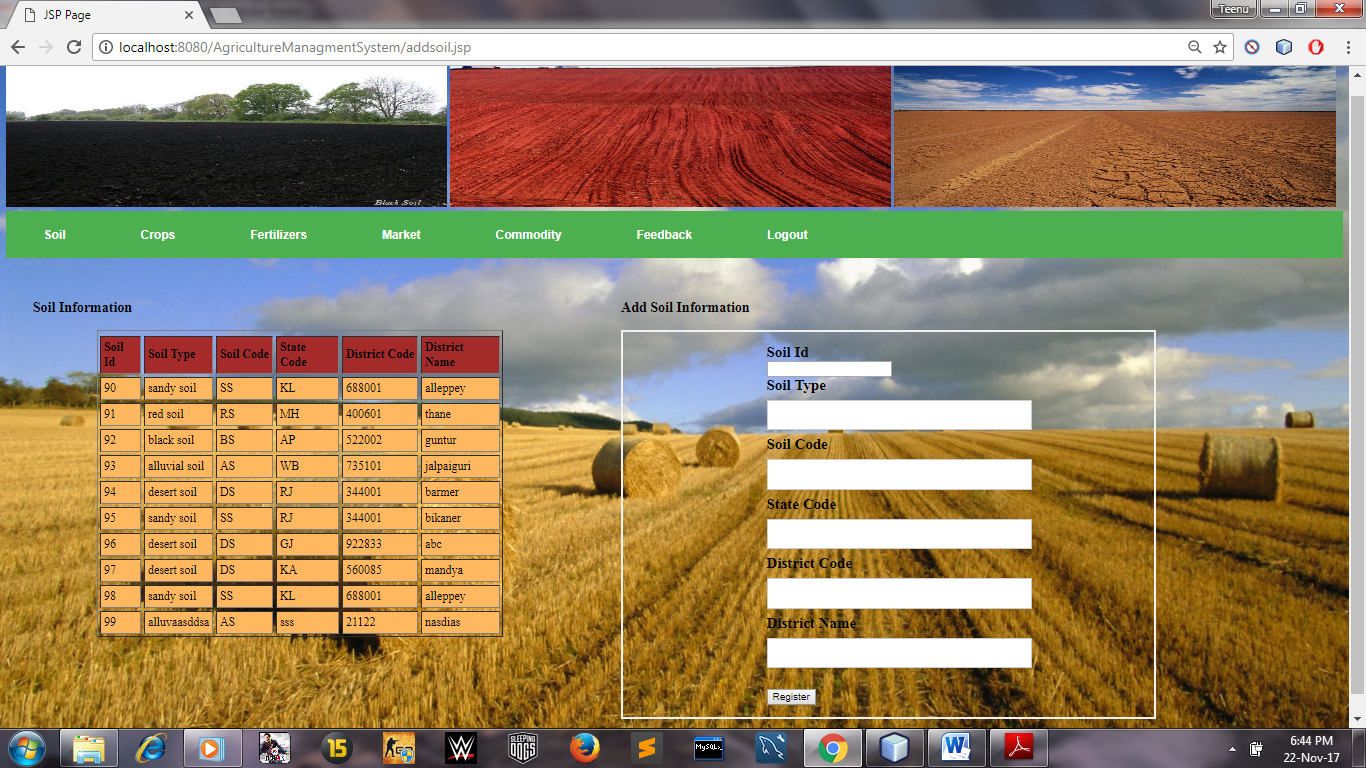 JSP Page
Teenu
localhost:8080/AgricultureManagmentSystem/addsoil.jsp
Black Soil
Soil Crops Fertilizers Market Commodity Feedback Logout
Soil Information
Soil Id Soil Type Soil Code State Code District Code District Name
90 sandy soil SS KL 688001 alleppey
91 red soil RS MH 400601 thane
92 black soil BS AP 522002 guntur
93 alluvial soil AS WB 735101 jalpaiguri
94 desert soil DS RJ 344001 barmer
95 sandy soil SS RJ 344001 bikaner
96 desert soil DS GJ 922833 abc
97 desert soil DS KA 560085 mandya
98 sandy soil SS KL 688001 alleppey
99 alluvaasddsa AS sss 21122 nasdias
Add Soil Information
Soil Id
Soil Type
Soil Code
State Code
District Code
District Name
Register
15
GO
W
SLEEPING DOGS
MySQL
W
6:44 PM
22-Nov-17